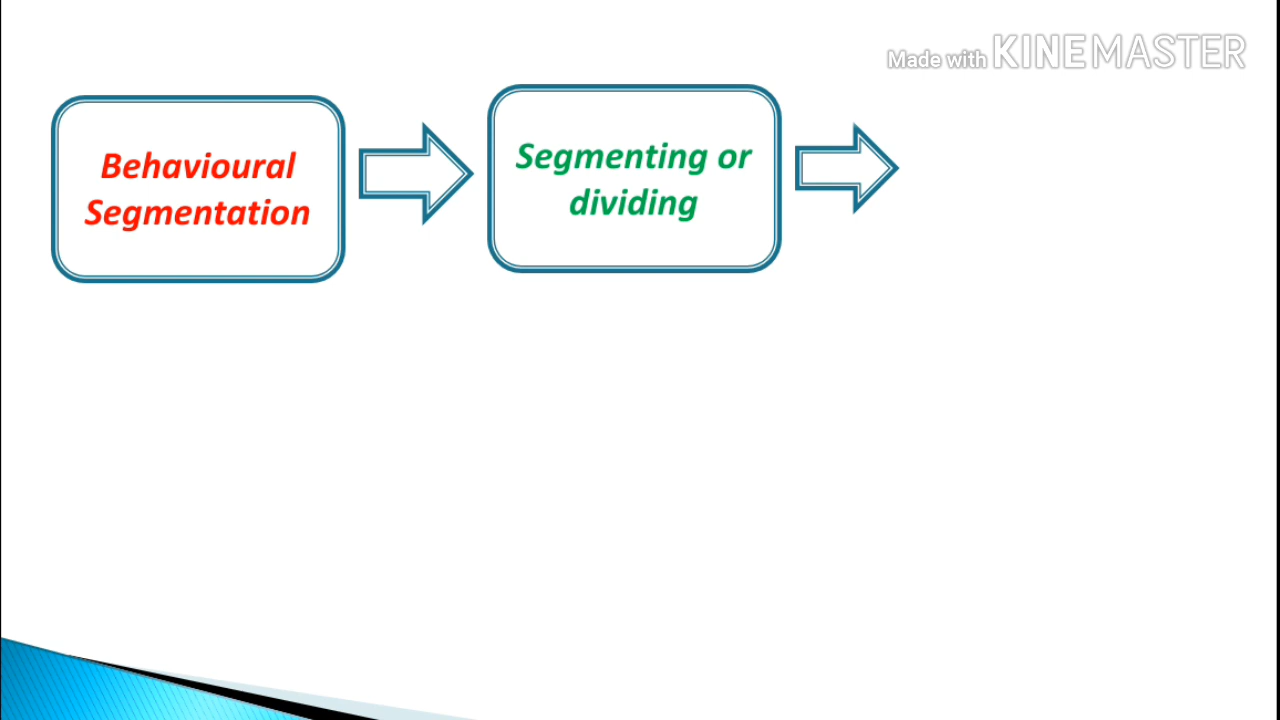 Made with KINEMASTER
Behavioural
Segmentation
Segmenting or
dividing